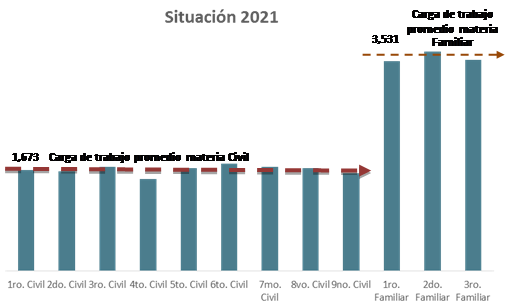 Situación 2021
3,531
Carga de trabajo
promedio materia
Familiar
1,673 Carga de trabajo promedio materia Civil
1ro. Civil 2do. Civil 3ro. Civil 4to. Civil 5to. Civil 6to. Civil 7mo. Civil 8vo. Civil 9no. Civil 1ro. Familiar 2do. Familiar 3ro. Familiar